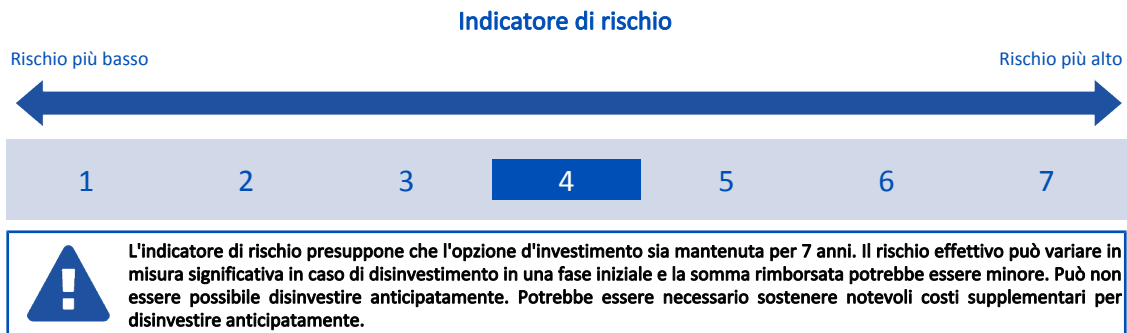 Indicatore di rischio
Rischio più basso
Rischio più alto
1 2 3 4 5 6 7
L'indicatore di rischio presuppone che l'opzione d'investimento sia mantenuta per 7 anni. Il rischio effettivo può variare in
misura significativa in caso di disinvestimento in una fase iniziale e la somma rimborsata potrebbe essere minore. Può non
essere possibile disinvestire anticipatamente. Potrebbe essere necessario sostenere notevoli costi supplementari per
disinvestire anticipatamente.